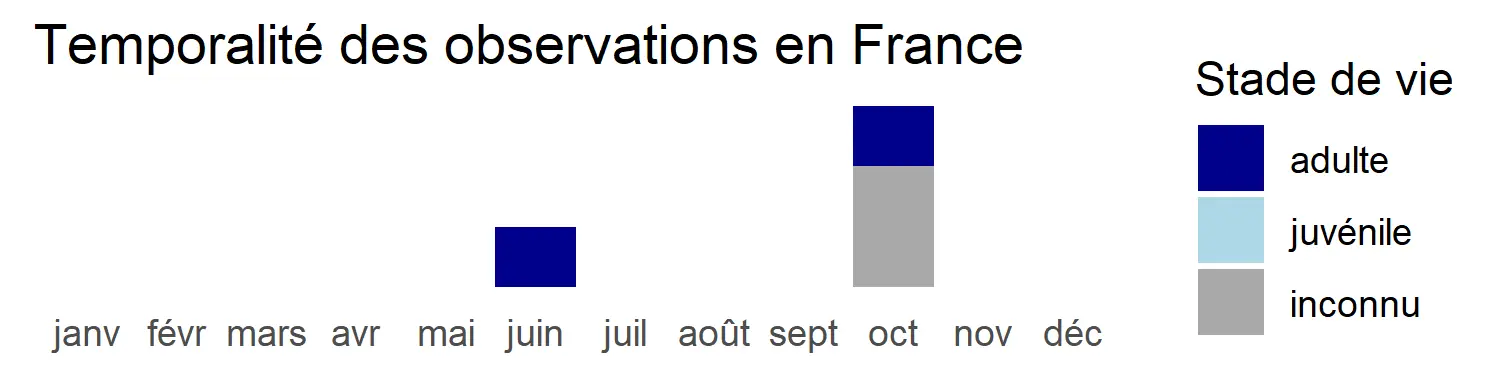 Temporalité des observations en France
janv févr mars avr mai juin juil août sept oct nov déc
Stade de vie
adulte
juvénile
inconnu